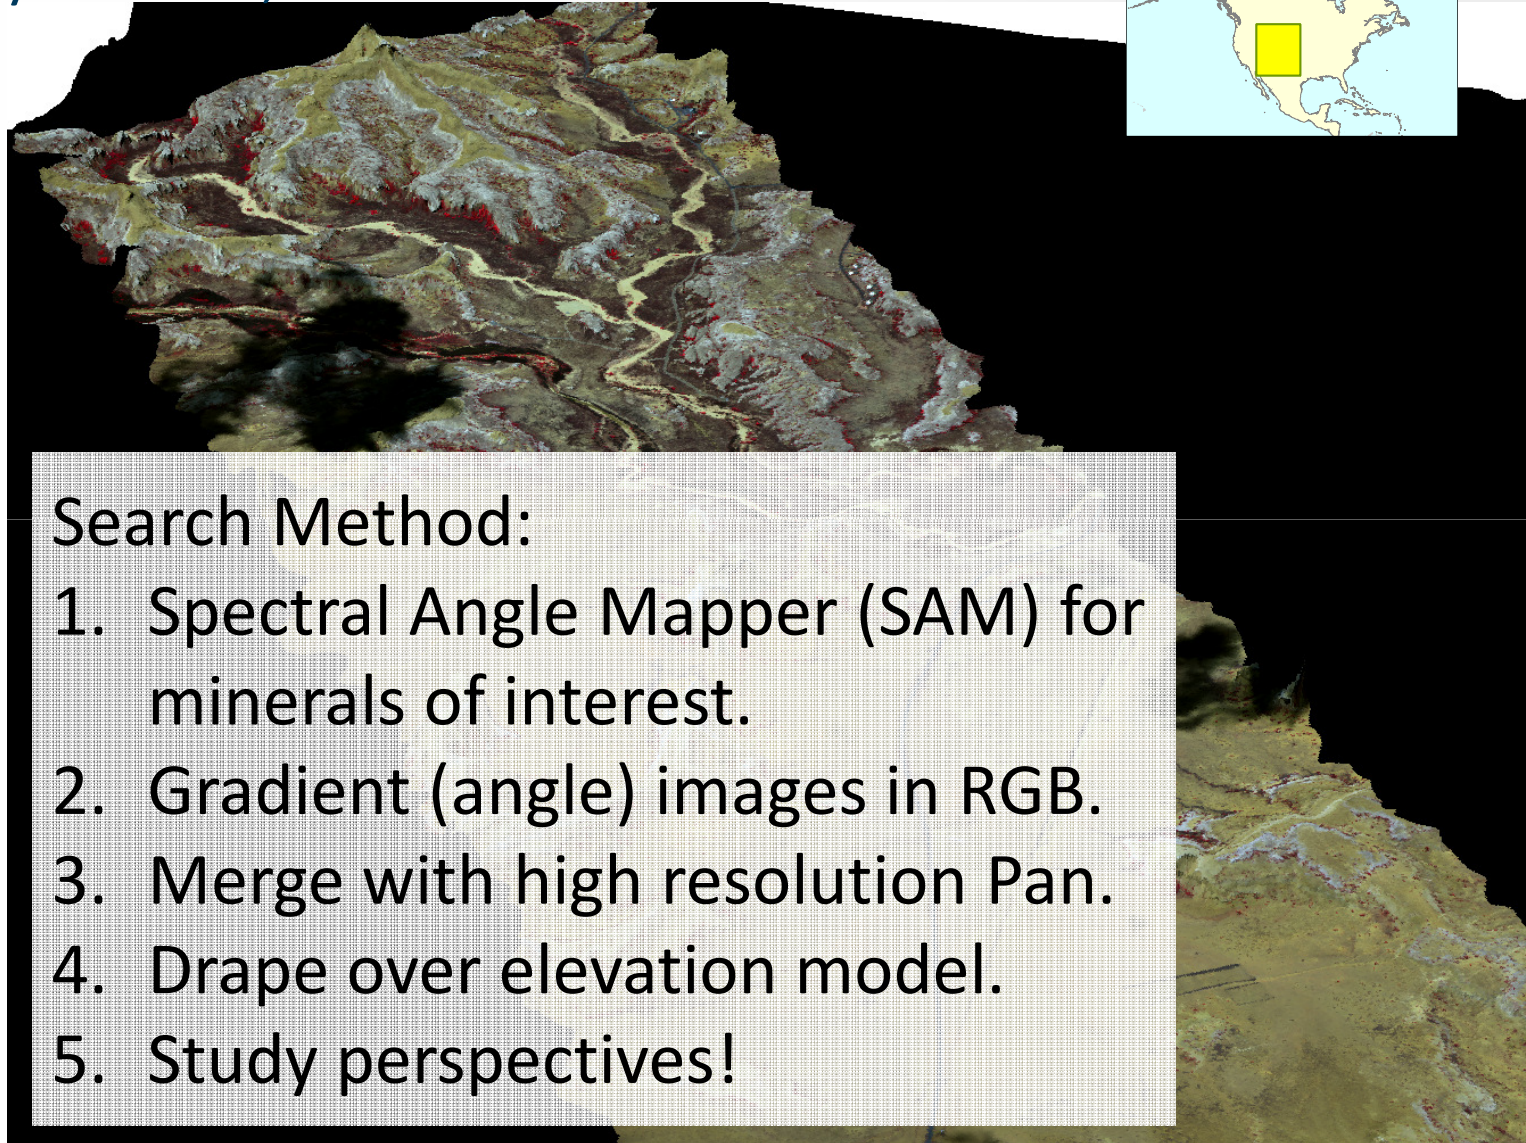 Search Method:
1. Spectral Angle Mapper (SAM) for
minerals of interest.
2. Gradient (angle) images in RGB.
3. Merge with high resolution Pan.
4. Drape over elevation model.
5. Study perspectives!